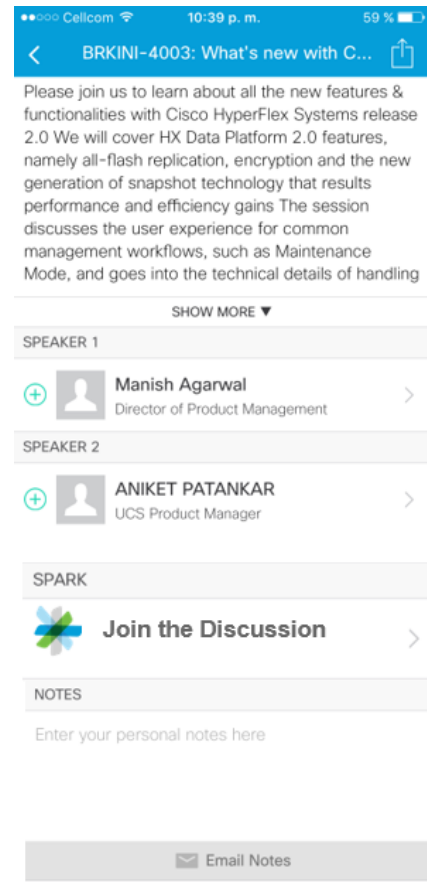 Cellcom 10:39 p. m. 59 %
BRKINI-4003: What's new with C...
Please join us to learn about all the new features &
functionalities with Cisco HyperFlex Systems release
2.0 We will cover HX Data Platform 2.0 features,
namely all-flash replication, encryption and the new
generation of snapshot technology that results
performance and efficiency gains The session
discusses the user experience for common
management workflows, such as Maintenance
Mode, and goes into the technical details of handling
SHOW MORE ▼
SPEAKER 1
Manish Agarwal
Director of Product Management
SPEAKER 2
ANIKET PATANKAR
UCS Product Manager
SPARK
Join the Discussion
NOTES
Enter your personal notes here
Email Notes